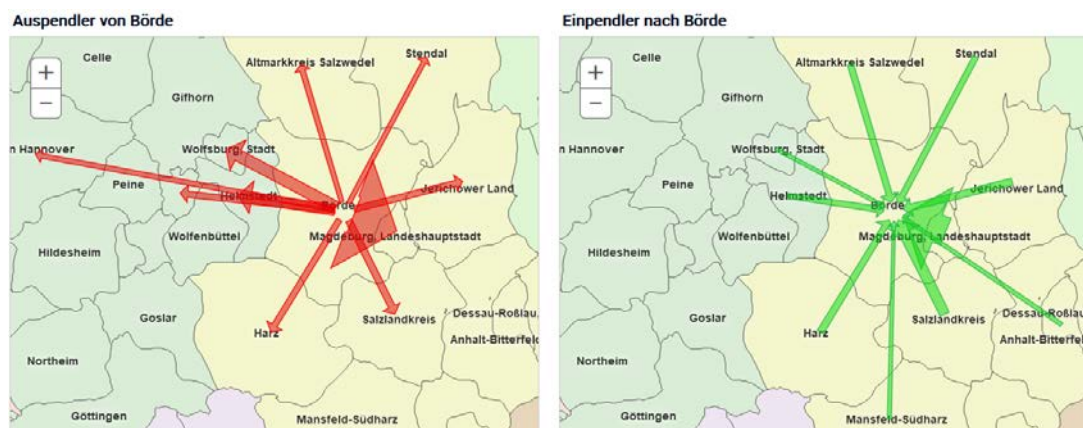 Auspendler von Börde
Einpendler nach Börde
+
−
Celle
Altmarkkreis Salzwedel
Stendal
Gifhorn
n Hannover
Wolfsburg, Stadt
Peine
Helmstedt
Jerichower Land
Börde
Hildesheim
Wolfenbüttel
Magdeburg, Landeshauptstadt
Goslar
Harz
Salzlandkreis
Dessau-Roßlau,
Anhalt-Bitterfel
Northeim
Göttingen
Mansfeld-Südharz
+
−
Celle
Altmarkkreis Salzwedel
Stendal
Gifhorn
n Hannover
Wolfsburg, Stadt
Peine
Helmstedt
Jerichower Land
Börde
Hildesheim
Wolfenbüttel
Magdeburg, Landeshauptstadt
Goslar
Harz
Salzlandkreis
Dessau-Roßlau,
Anhalt-Bitterfel
Northeim
Göttingen
Mansfeld-Südharz